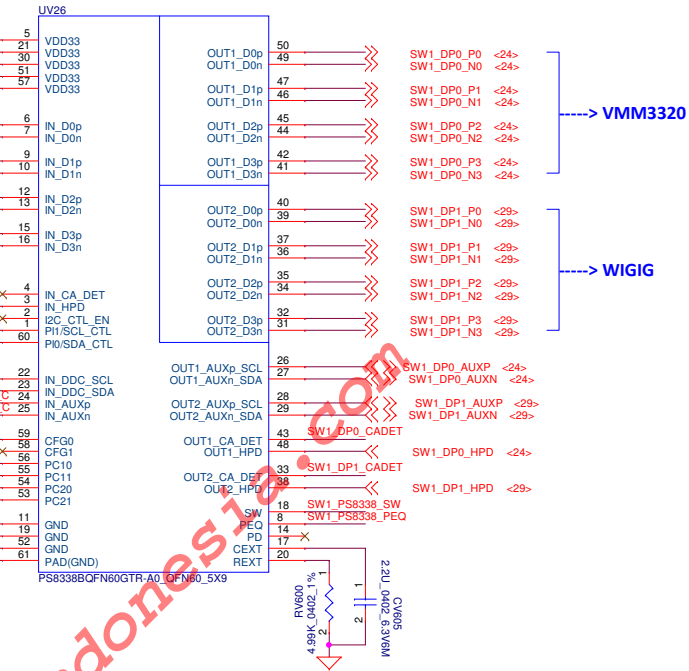 UV26
5 VDD33
21 VDD33
30 VDD33
51 VDD33
57 VDD33
6 IN_D0p
7 IN_D0n
9 IN_D1p
10 IN_D1n
12 IN_D2p
13 IN_D2n
15 IN_D3p
16 IN_D3n
4 IN_CA_DET
3 IN_HPD
2 I2C_CTL_EN
1 PI1/SCL_CTL
60 PI0/SDA_CTL
22 IN_DDC_SCL
23 IN_DDC_SDA
C 24 IN_AUXp
C 25 IN_AUXn
59 CFG0
58 CFG1
56 PC10
55 PC11
54 PC20
53 PC21
11 GND
19 GND
52 GND
61 PAD(GND)
OUT1_D0p 50 SW1_DP0_P0 <24>
OUT1_D0n 49 SW1_DP0_N0 <24>
OUT1_D1p 47 SW1_DP0_P1 <24>
OUT1_D1n 46 SW1_DP0_N1 <24>
OUT1_D2p 45 SW1_DP0_P2 <24>
OUT1_D2n 44 SW1_DP0_N2 <24>
OUT1_D3p 42 SW1_DP0_P3 <24>
OUT1_D3n 41 SW1_DP0_N3 <24>
-----> VMM3320
OUT2_D0p 40 SW1_DP1_P0 <29>
OUT2_D0n 39 SW1_DP1_N0 <29>
OUT2_D1p 37 SW1_DP1_P1 <29>
OUT2_D1n 36 SW1_DP1_N1 <29>
OUT2_D2p 35 SW1_DP1_P2 <29>
OUT2_D2n 34 SW1_DP1_N2 <29>
OUT2_D3p 32 SW1_DP1_P3 <29>
OUT2_D3n 31 SW1_DP1_N3 <29>
-----> WIGIG
OUT1_AUXp_SCL 26 SW1_DP0_AUXP <24>
OUT1_AUXn_SDA 27 SW1_DP0_AUXN <24>
OUT2_AUXp_SCL 28 SW1_DP1_AUXP <29>
OUT2_AUXn_SDA 29 SW1_DP1_AUXN <29>
OUT1_CA_DET 43 SW1_DP0_CADET
OUT1_HPD 48 SW1_DP0_HPD <24>
OUT2_CA_DET 33 SW1_DP1_CADET
OUT2_HPD 38 SW1_DP1_HPD <29>
SW 18 SW1_PS8338_SW
PEQ 8 SW1_PS8338_PEQ
PD 14
CEXT 17
REXT 20
PS8338BQFN60GTR-A0_QFN60_5X9
RV600
4.99K_0402_1%
1
2
CV605
2.2U_0402_6.3V6M
1
2
donesia.com